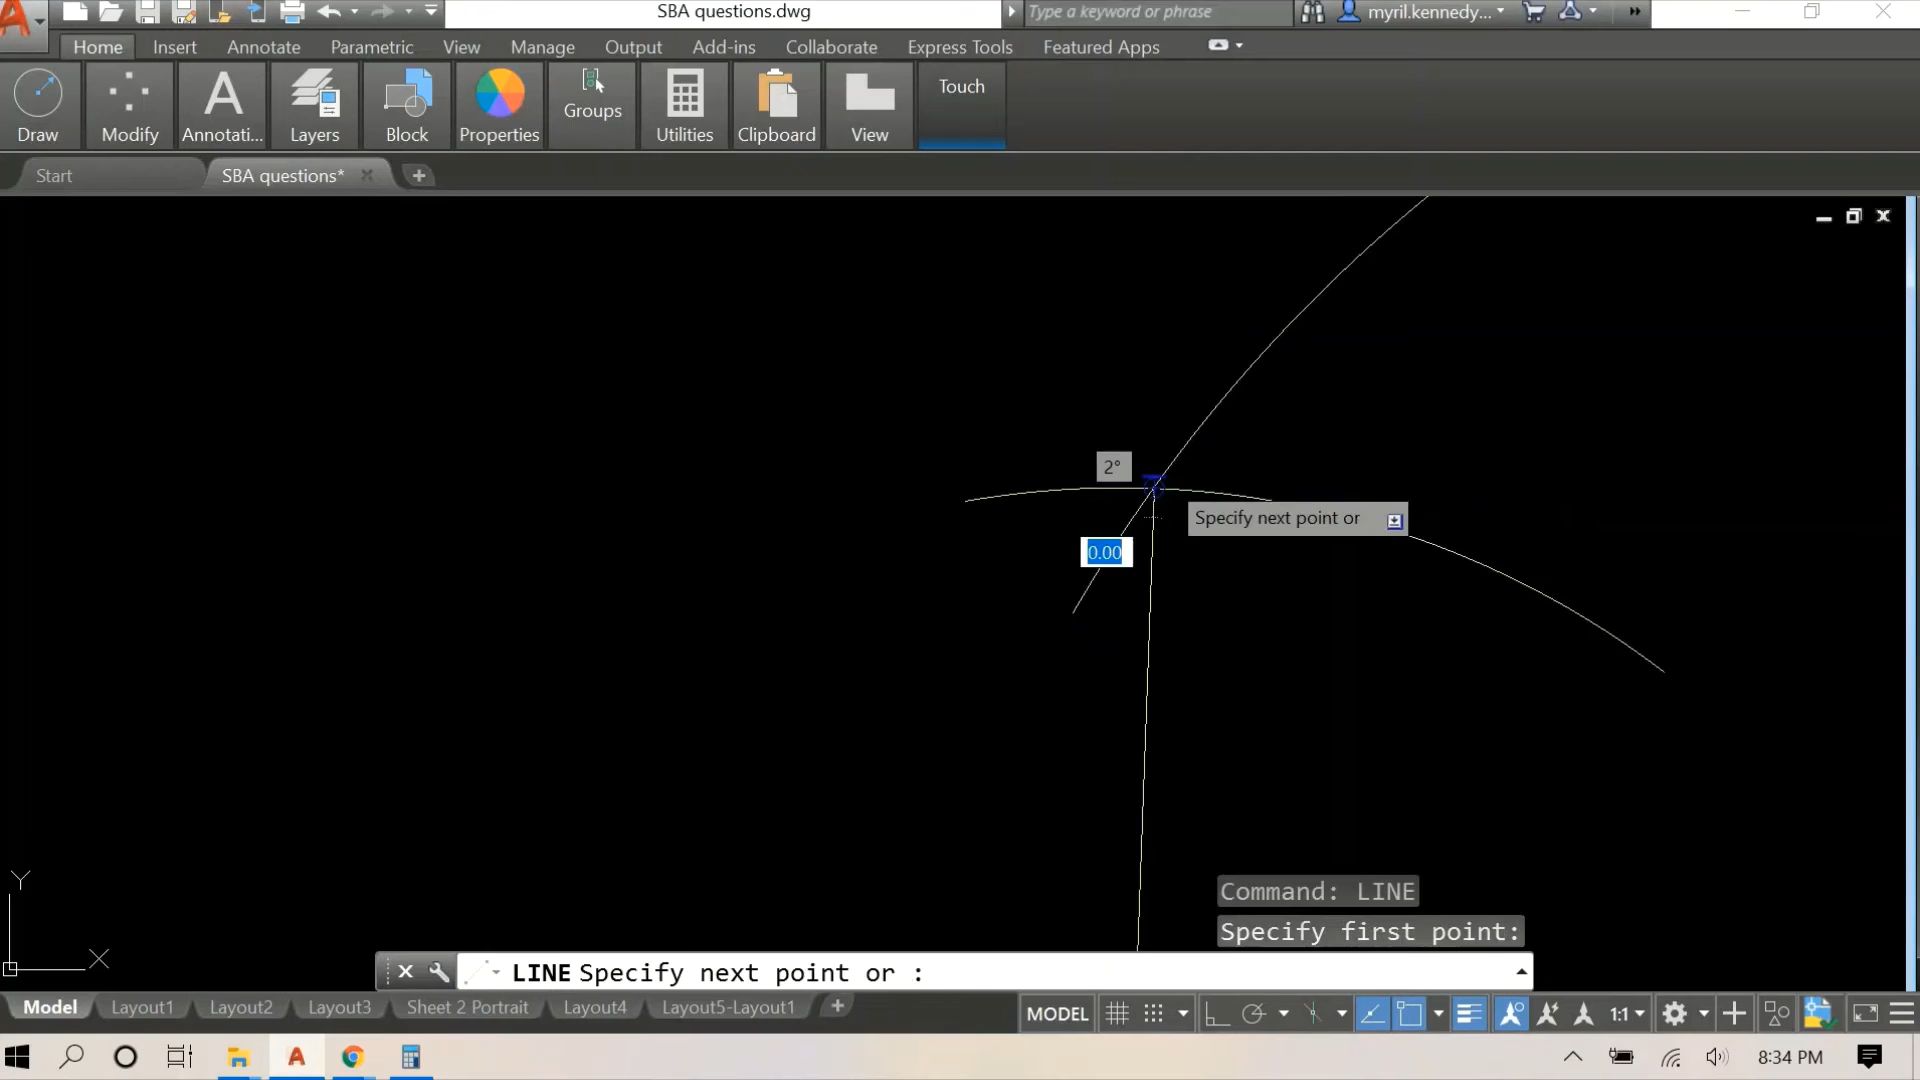 SBA questions.dwg
Type a keyword or phrase
myril.kennedy...
Home Insert Annotate Parametric View Manage Output Add-ins Collaborate Express Tools Featured Apps
Draw Modify Annotati... Layers Block Properties Groups Utilities Clipboard View Touch
Start SBA questions*
2°
Specify next point or
0.00
Y
Command: LINE
Specify first point:
X
LINE Specify next point or :
Model Layout1 Layout2 Layout3 Sheet 2 Portrait Layout4 Layout5-Layout1
MODEL 1:1
8:34 PM